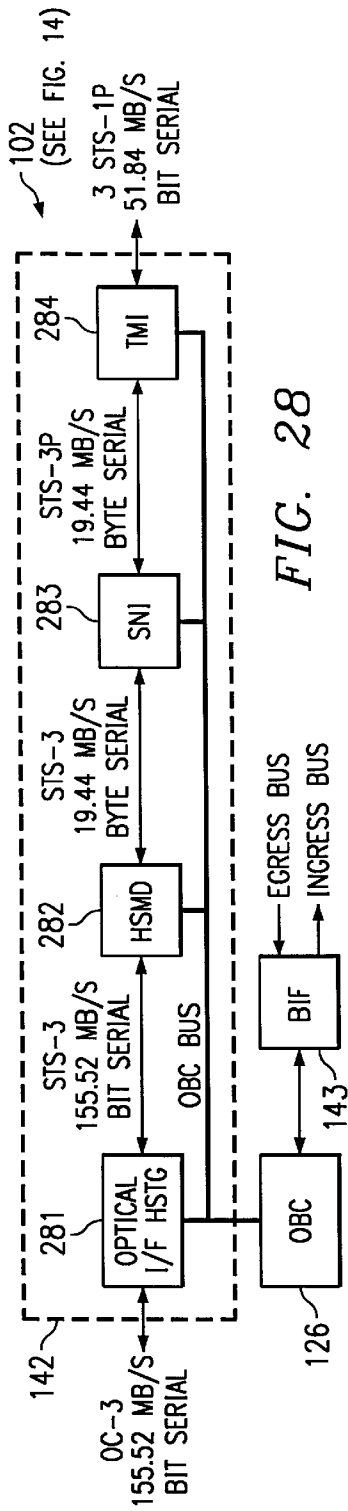 102
(SEE FIG. 14)
142
OC-3
155.52 MB/S
BIT SERIAL
281
OPTICAL
I/F HSTG
STS-3
155.52 MB/S
BIT SERIAL
282
HSMD
STS-3
19.44 MB/S
BYTE SERIAL
283
SNI
STS-3P
19.44 MB/S
BYTE SERIAL
284
TMI
3 STS-1P
51.84 MB/S
BIT SERIAL
OBC BUS
OBC
126
BIF
143
EGRESS BUS
INGRESS BUS
FIG. 28